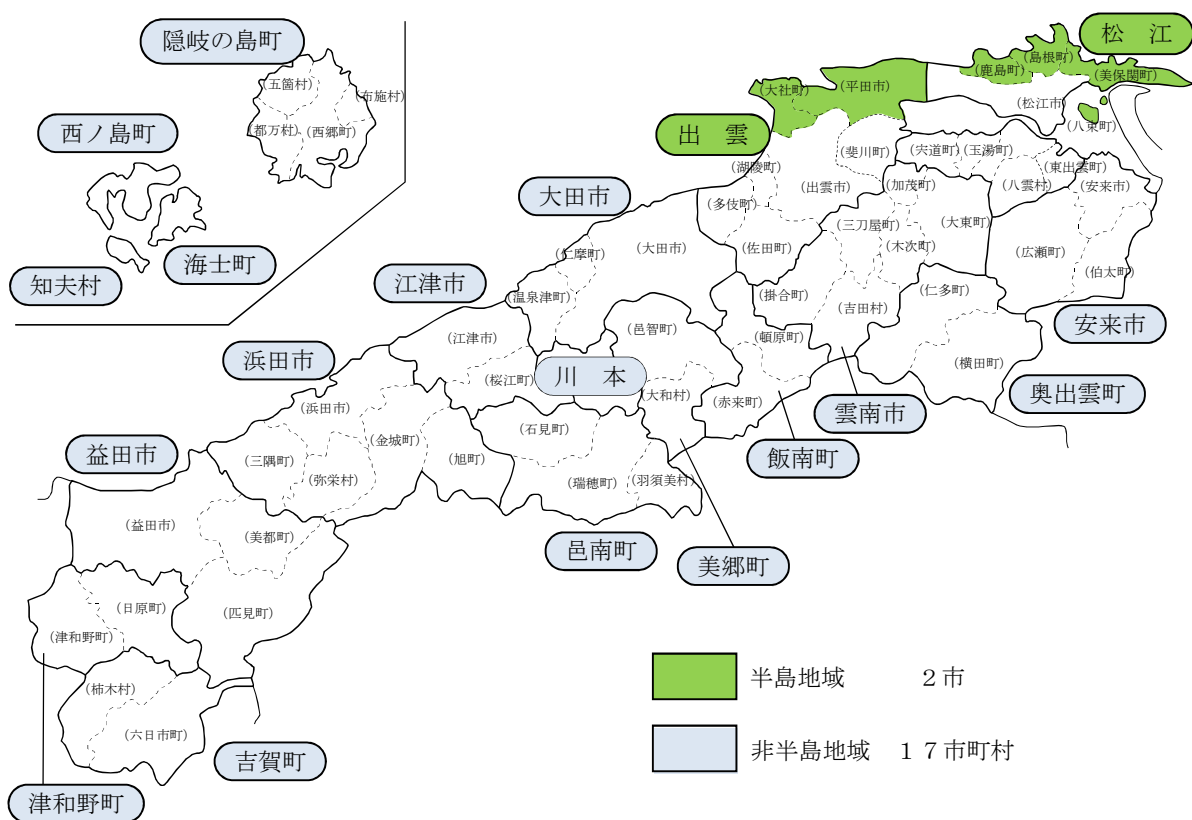 隠岐の島町
(五箇村)
(布施村)
(都万村)
(西郷町)
西ノ島町
海士町
知夫村
松　江
(島根町)
(鹿島町)
(美保関町)
(大社町)
(平田市)
(松江市)
(八束町)
出　雲
(斐川町)
(宍道町)
(玉湯町)
(東出雲町)
(湖陵町)
(出雲市)
(加茂町)
(八雲村)
(安来市)
大田市
(多伎町)
(三刀屋町)
(大東町)
(仁摩町)
(大田市)
(佐田町)
(木次町)
(広瀬町)
(伯太町)
江津市
(温泉津町)
(掛合町)
(吉田村)
(仁多町)
安来市
(江津市)
(邑智町)
(頓原町)
(横田町)
浜田市
(桜江町)
川　本
(大和村)
(赤来町)
奥出雲町
雲南市
飯南町
(浜田市)
(金城町)
(石見町)
益田市
(三隅町)
(弥栄村)
(旭町)
(瑞穂町)
(羽須美村)
(益田市)
(美都町)
邑南町
美郷町
(日原町)
(匹見町)
(津和野町)
(柿木村)
(六日市町)
吉賀町
津和野町
半島地域　　　２市
非半島地域　１７市町村